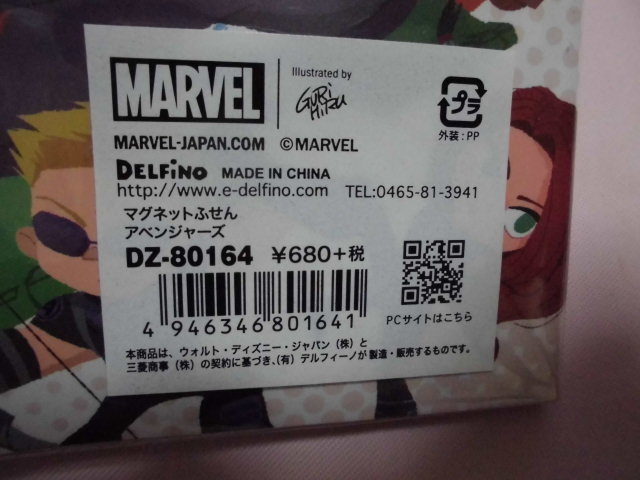 MARVEL
Illustrated by
GURi HiRU
プラ
外装:PP
MARVEL-JAPAN.COM ©MARVEL
DELFiNO MADE IN CHINA
http://www.e-delfino.com TEL:0465-81-3941
マグネットふせん
アベンジャーズ
DZ-80164 ¥680+税
4 946346 801641
PCサイトはこちら
本商品は、ウォルト・ディズニー・ジャパン(株)と
三菱商事(株)の契約に基づき、(有)デルフィーノが製造・販売するものです。